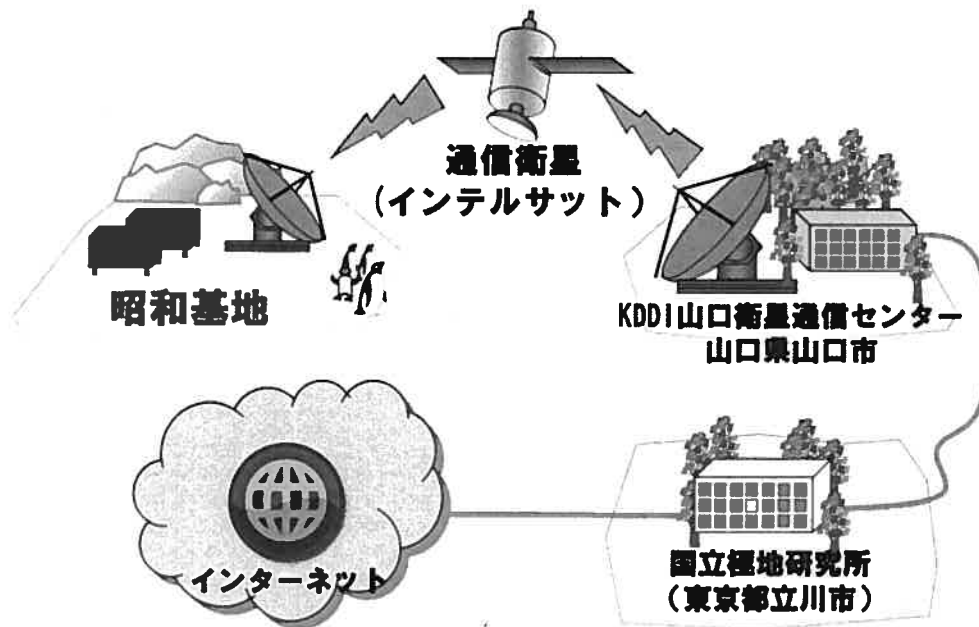 通信衛星
(インテルサット)
昭和基地
KDDI山口衛星通信センター
山口県山口市
インターネット
国立極地研究所
(東京都立川市)